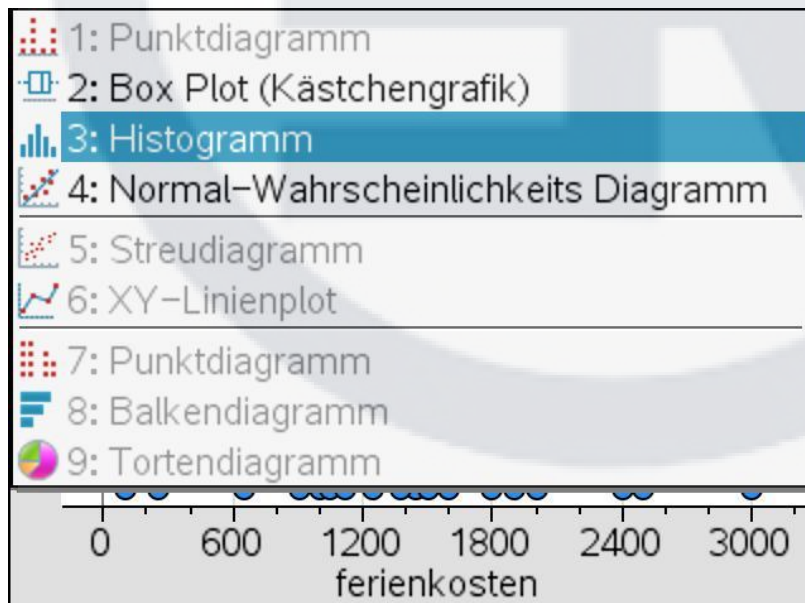 1: Punktdiagramm
2: Box Plot (Kästchengrafik)
3: Histogramm
4: Normal-Wahrscheinlichkeits Diagramm
5: Streudiagramm
6: XY-Linienplot
7: Punktdiagramm
8: Balkendiagramm
9: Tortendiagramm
0 600 1200 1800 2400 3000
ferienkosten